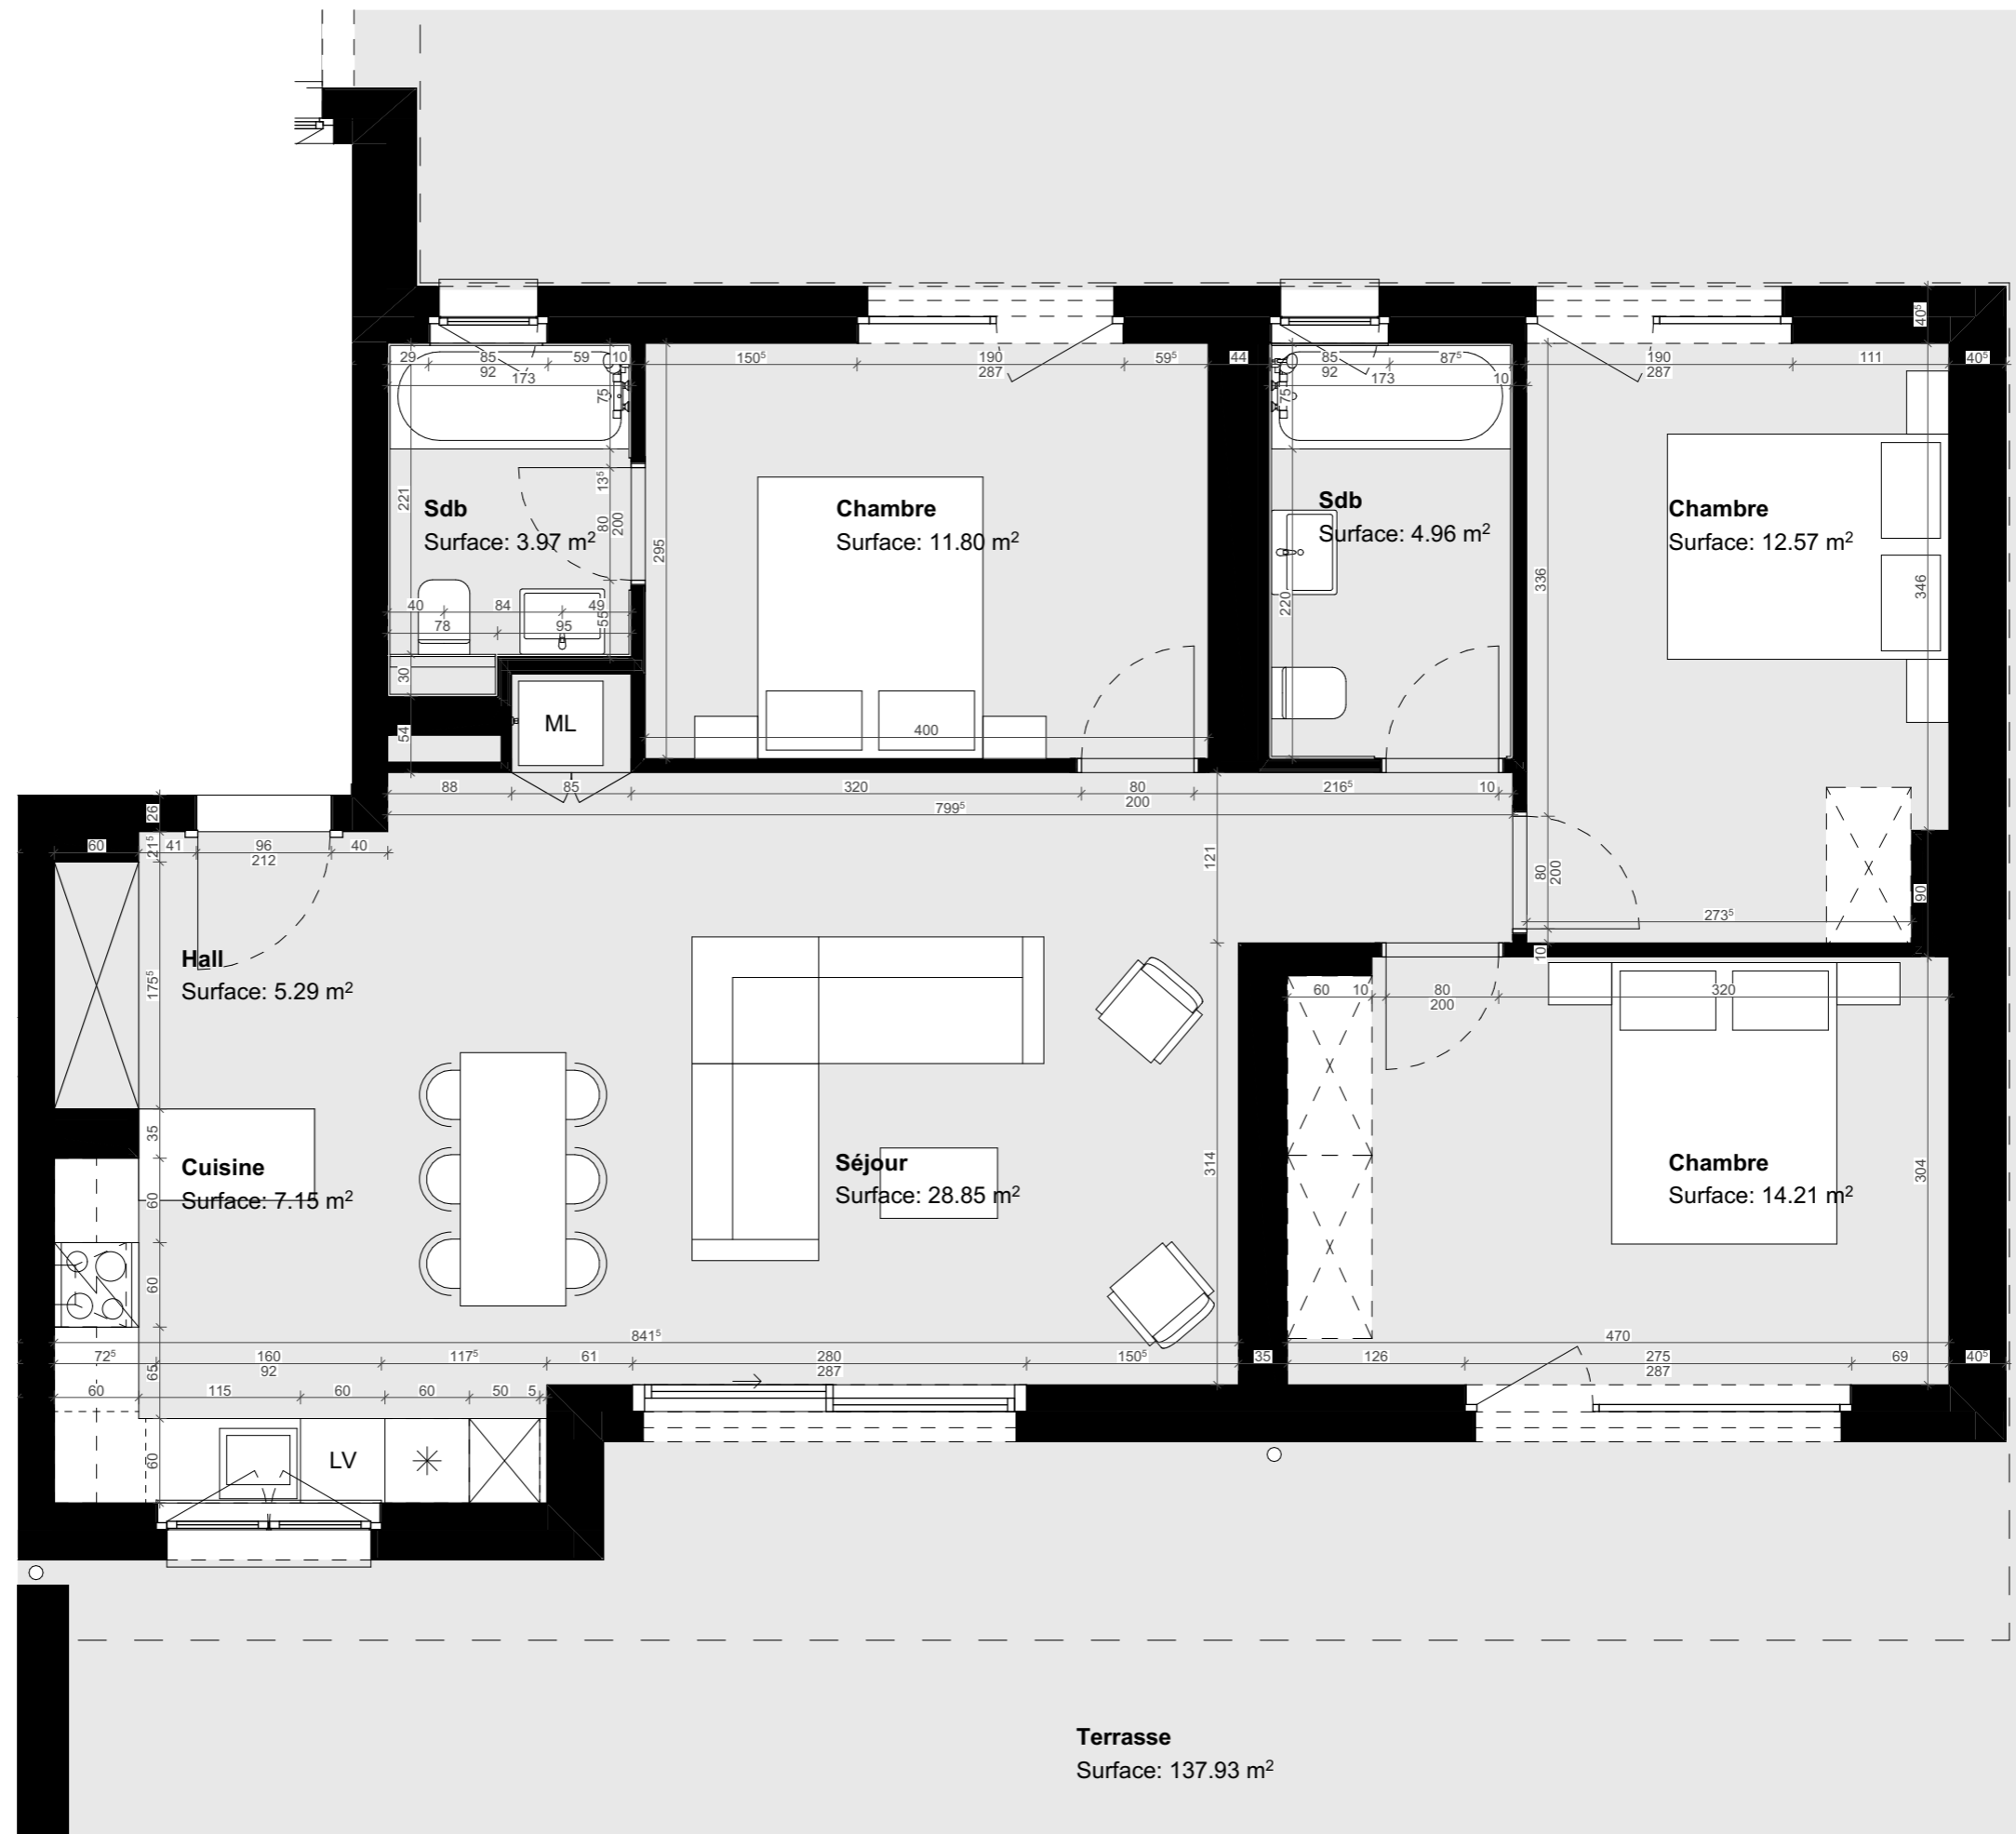 40⁵
29 85 59 10 150⁵ 190 59⁵ 44 85 87⁵ 190 111 40⁵
92 287 92 287
173 173 10
75 75
221 13⁵
Sdb
Surface: 3.97 m²
80
200
Chambre
Surface: 11.80 m²
295
Sdb
Surface: 4.96 m²
220
Chambre
Surface: 12.57 m²
336 346
40 84 49
55
78 95
30
ML
54
400
88 85 320 80 216⁵ 10
200
799⁵
26
60 21⁵ 41 96 40
212
121
80
200
90
273⁵
10
Hall
Surface: 5.29 m²
175⁵
60 10 80 320
200
35
Cuisine
Surface: 7.15 m²
60
Séjour
Surface: 28.85 m²
314
Chambre
Surface: 14.21 m²
304
60
841⁵ 470
72⁵ 160 117⁵ 61 280 150⁵ 35 126 275 69 40⁵
92 287 287
65
60 115 60 60 50 5
LV
60
Terrasse
Surface: 137.93 m²